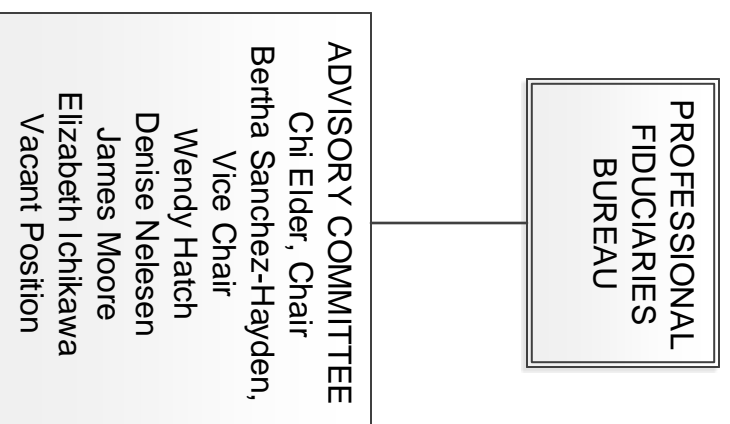 PROFESSIONAL
FIDUCIARIES
BUREAU
ADVISORY COMMITTEE
Chi Elder, Chair
Bertha Sanchez-Hayden,
Vice Chair
Wendy Hatch
Denise Nelesen
James Moore
Elizabeth Ichikawa
Vacant Position